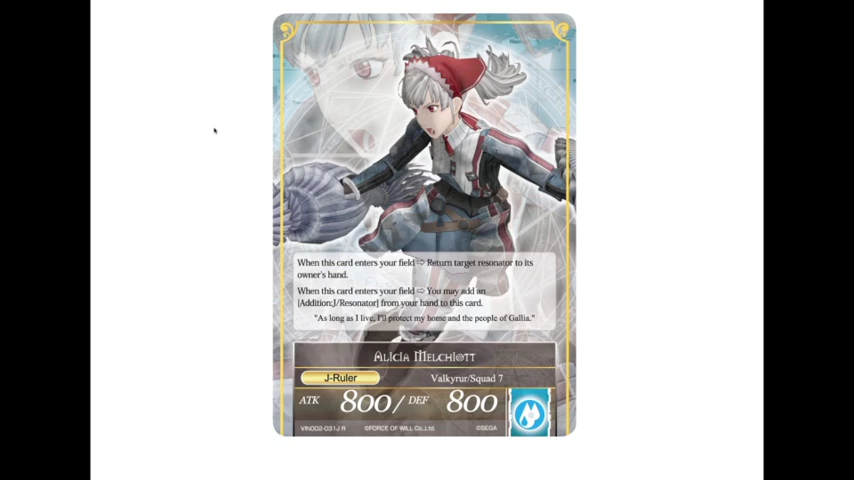 When this card enters your field ⇨ Return target resonator to its
owner's hand.
When this card enters your field ⇨ You may add an
[Addition:J/Resonator] from your hand to this card.
"As long as I live, I'll protect my home and the people of Gallia."
Alicia Melchiott
J-Ruler
Valkyrur/Squad 7
ATK 800 / DEF 800
VIN002-031J R ©FORCE OF WILL Co.,Ltd. ©SEGA